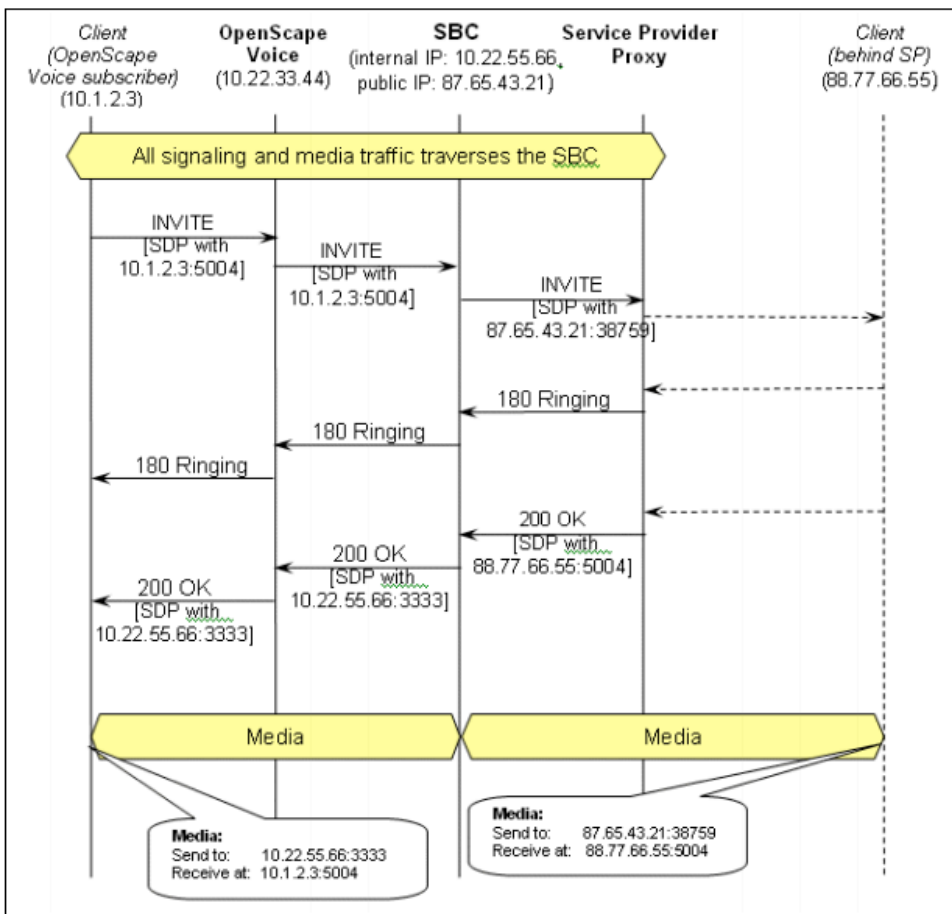 Client
(OpenScape
Voice subscriber)
(10.1.2.3)
OpenScape
Voice
(10.22.33.44)
SBC
(internal IP: 10.22.55.66,
public IP: 87.65.43.21)
Service Provider
Proxy
Client
(behind SP)
(88.77.66.55)
All signaling and media traffic traverses the SBC
INVITE
[SDP with
10.1.2.3:5004]
INVITE
[SDP with
10.1.2.3:5004]
INVITE
[SDP with
87.65.43.21:38759]
180 Ringing
180 Ringing
180 Ringing
200 OK
[SDP with
88.77.66.55:5004]
200 OK
[SDP with
10.22.55.66:3333]
200 OK
[SDP with
10.22.55.66:3333]
Media
Media
Media:
Send to: 10.22.55.66:3333
Receive at: 10.1.2.3:5004
Media:
Send to: 87.65.43.21:38759
Receive at: 88.77.66.55:5004